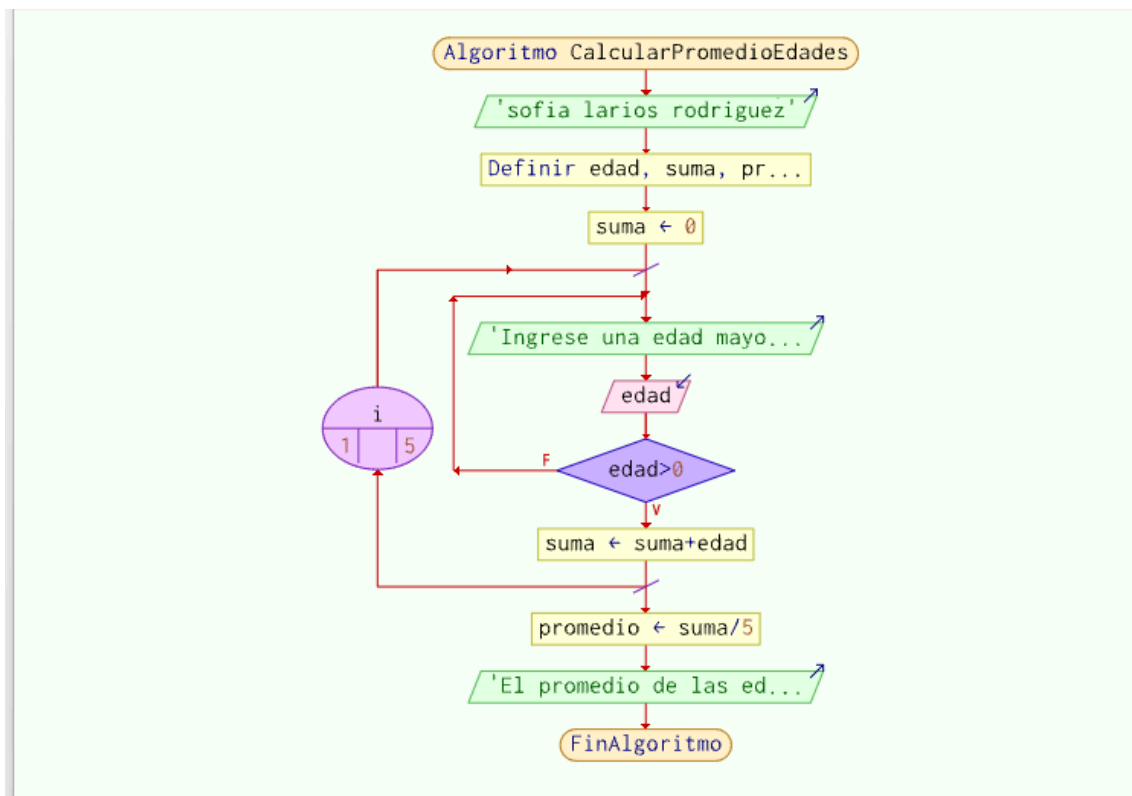 Algoritmo CalcularPromedioEdades
'sofia larios rodriguez'
Definir edad, suma, pr...
suma ← 0
'Ingrese una edad mayo...
edad
i
1 5
F
edad>0
V
suma ← suma+edad
promedio ← suma/5
'El promedio de las ed...
FinAlgoritmo